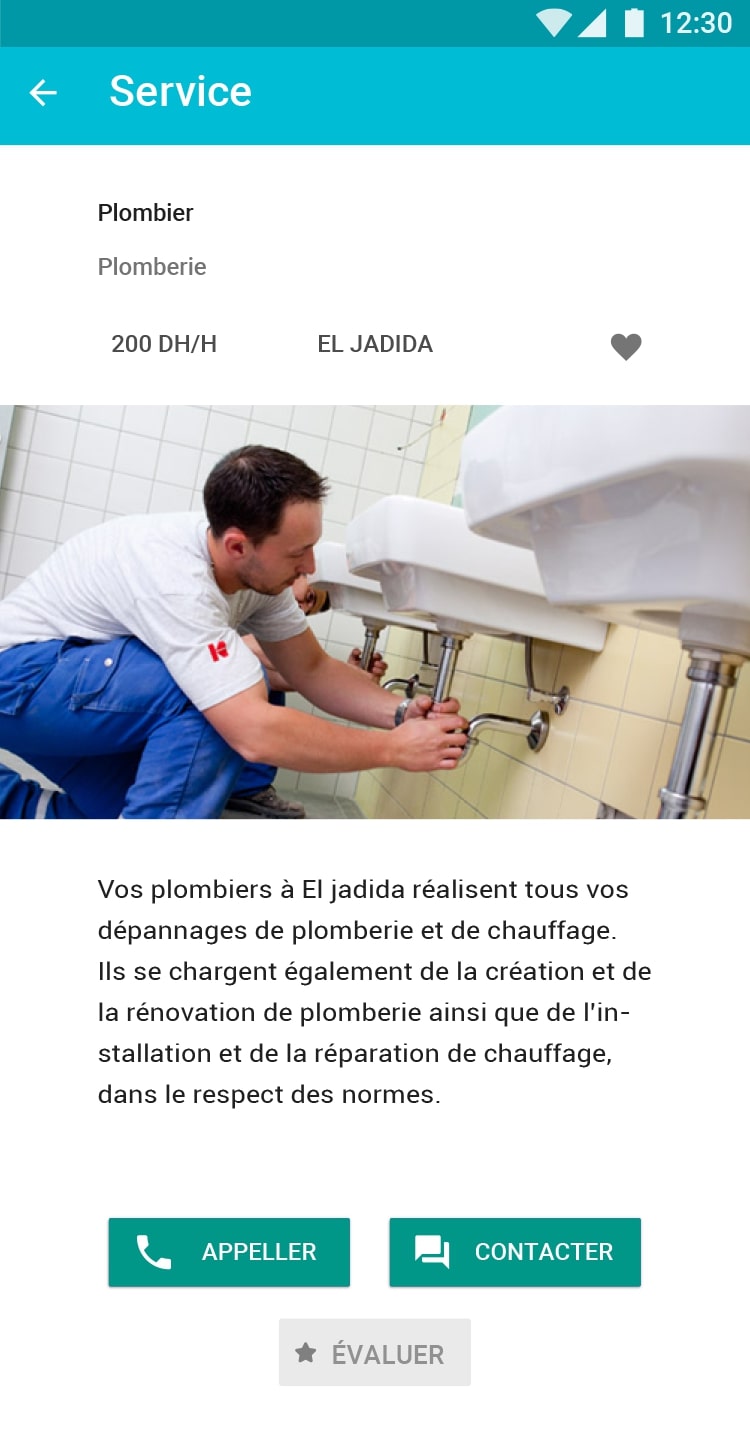 12:30
Service
Plombier
Plomberie
200 DH/H EL JADIDA
Vos plombiers à El jadida réalisent tous vos
dépannages de plomberie et de chauffage.
Ils se chargent également de la création et de
la rénovation de plomberie ainsi que de l'in-
stallation et de la réparation de chauffage,
dans le respect des normes.
APPELLER CONTACTER
ÉVALUER